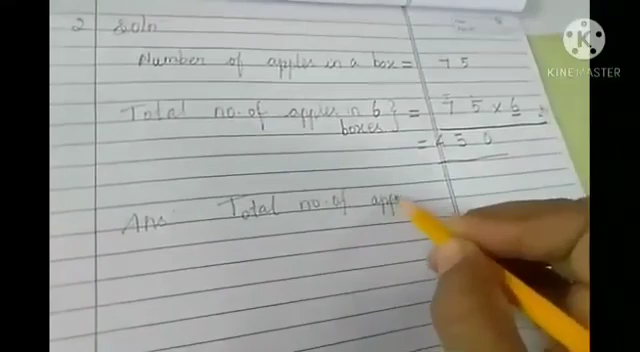 2 Soln
Number of apples in a box = 75
Total no. of apples in 6 boxes } = 75 × 6
= 450
Ans Total no. of app
KINEMASTER